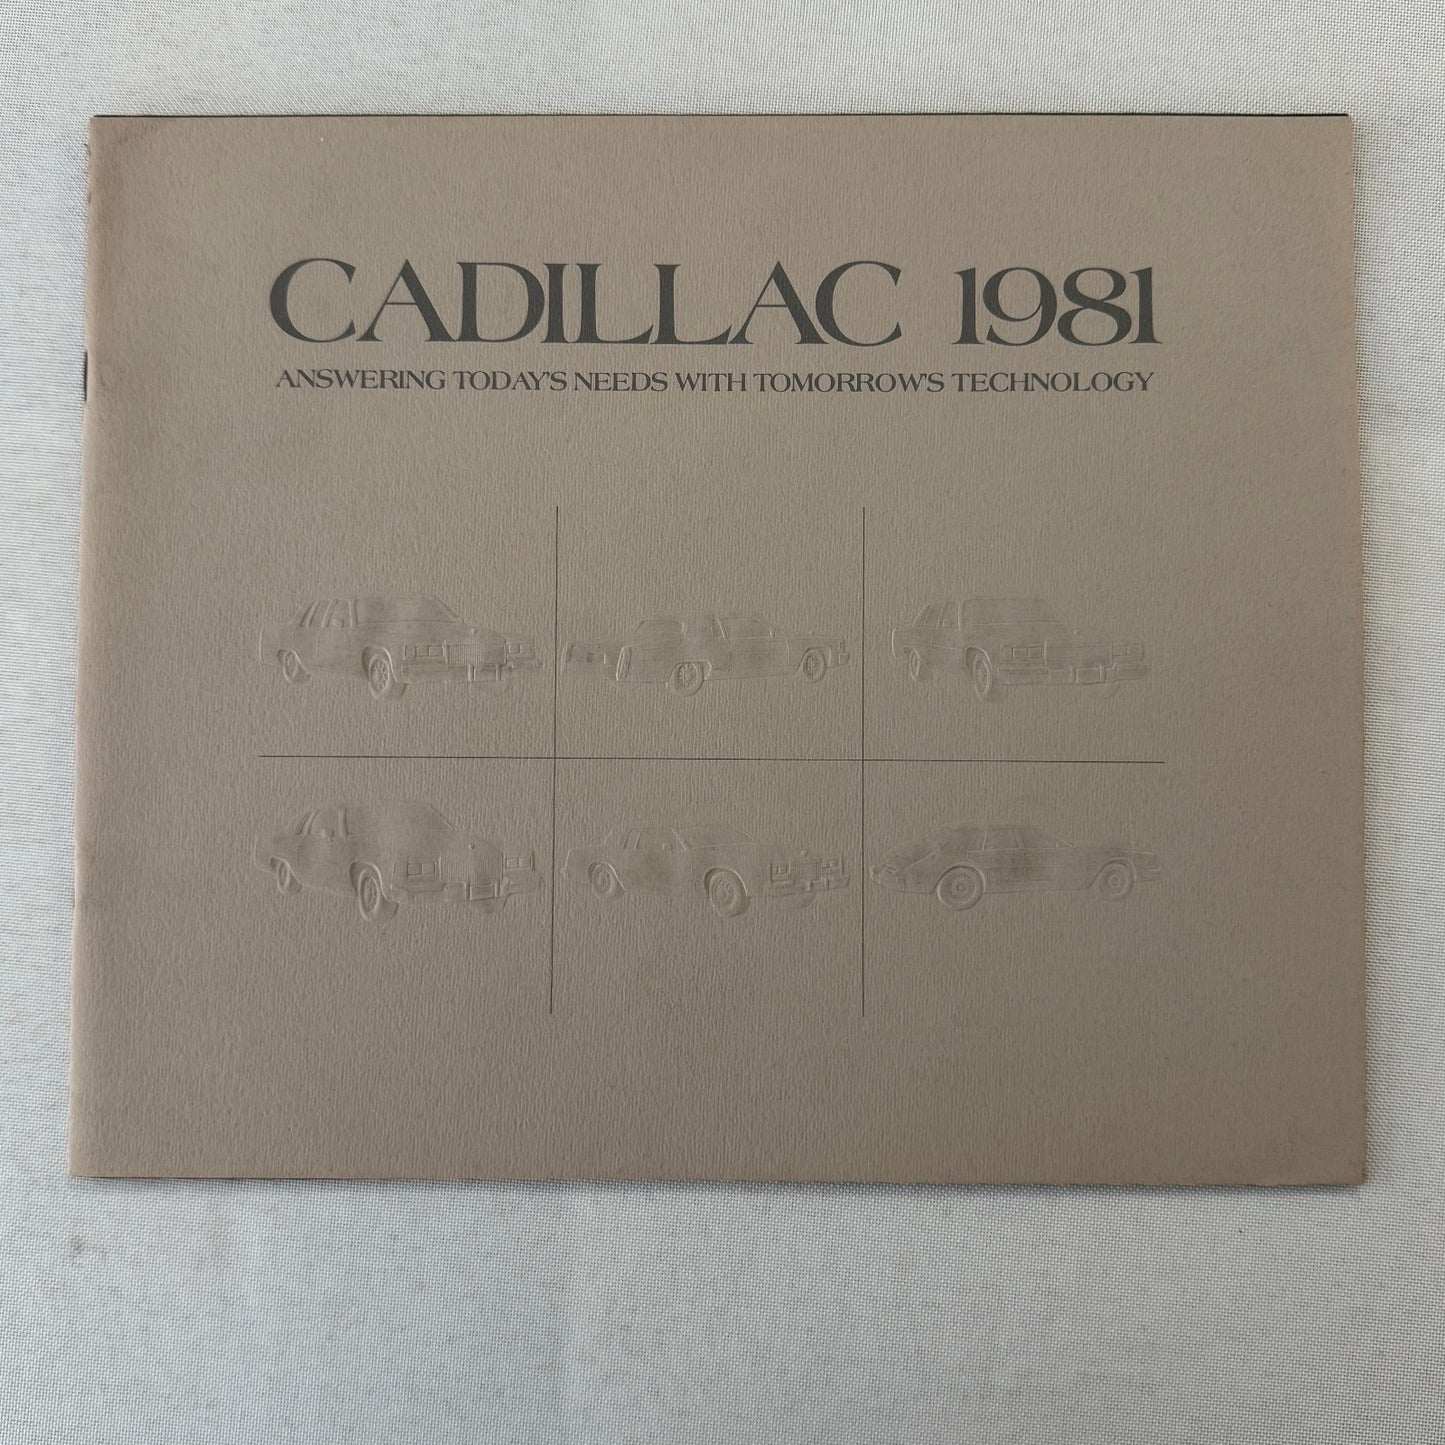 CADILLAC 1981
ANSWERING TODAY'S NEEDS WITH TOMORROW'S TECHNOLOGY